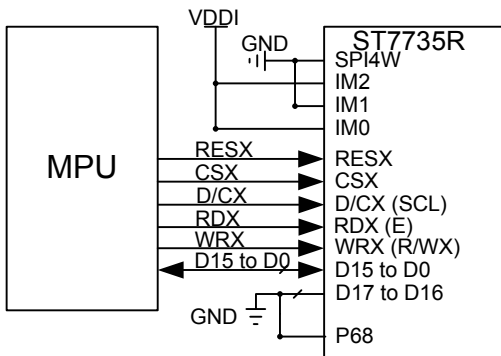 VDDI
GND
ST7735R
SPI4W
IM2
IM1
IM0
MPU
RESX
RESX
CSX
CSX
D/CX
D/CX (SCL)
RDX
RDX (E)
WRX
WRX (R/WX)
D15 to D0
D15 to D0
D17 to D16
GND
P68